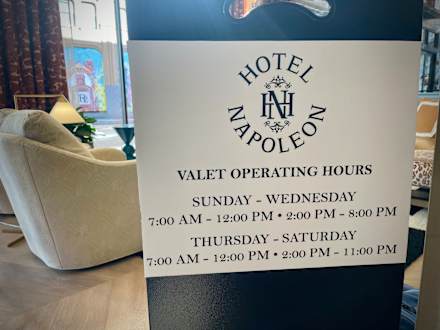 HOTEL
NH
NAPOLEON
VALET OPERATING HOURS
SUNDAY - WEDNESDAY
7:00 AM - 12:00 PM • 2:00 PM - 8:00 PM
THURSDAY - SATURDAY
7:00 AM - 12:00 PM • 2:00 PM - 11:00 PM